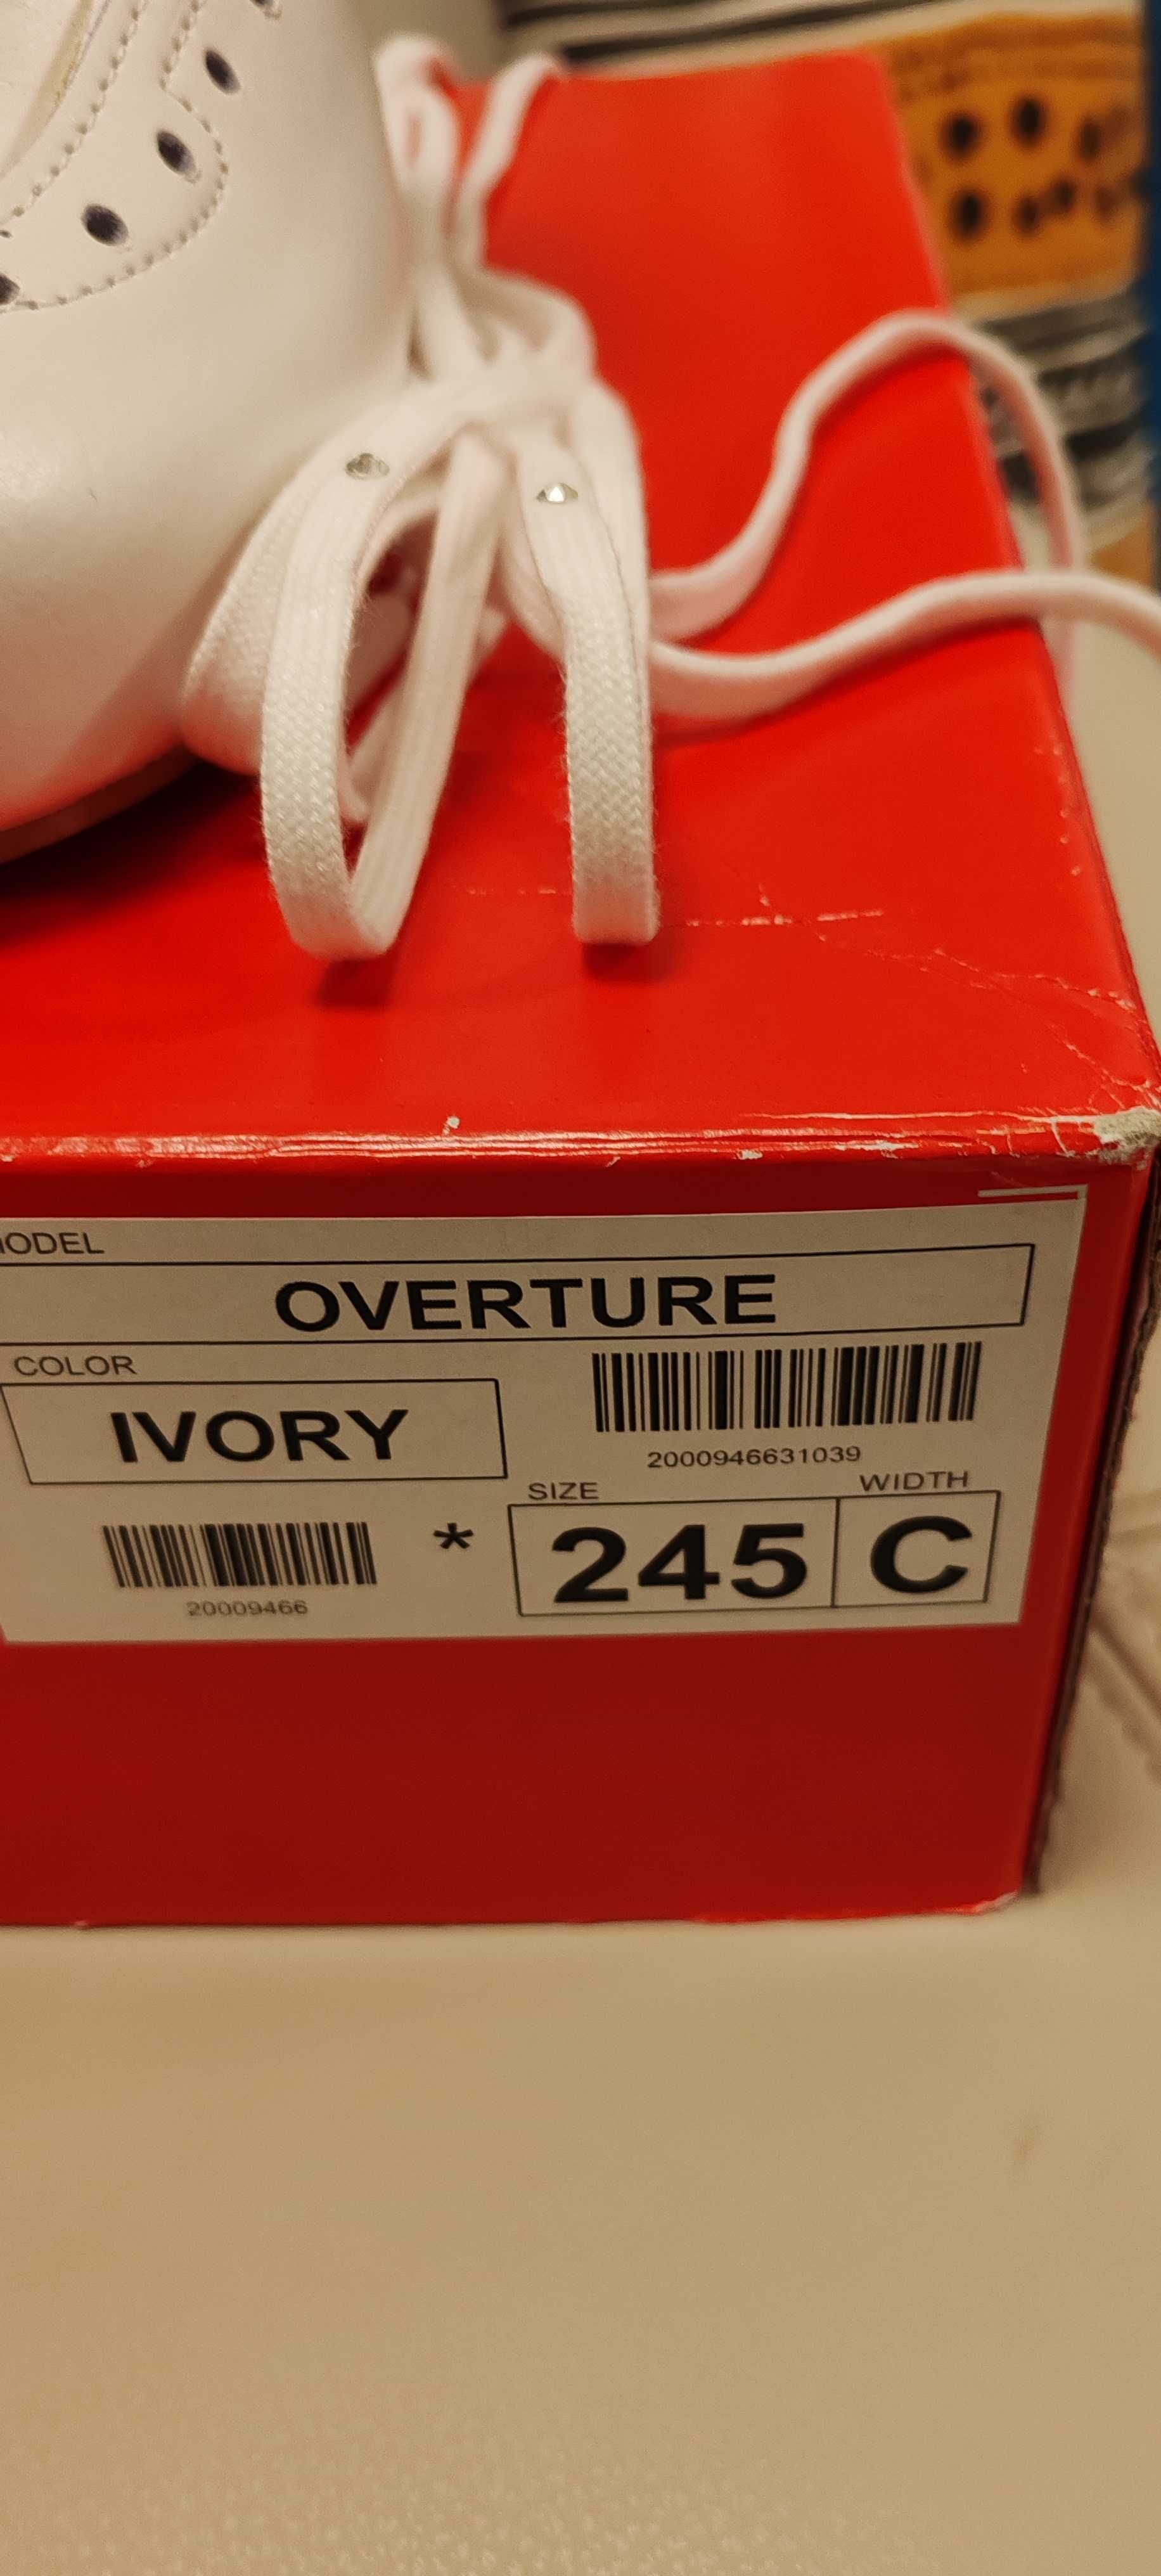 MODEL
OVERTURE
COLOR
IVORY
2000946631039
SIZE WIDTH
* 245 C
20009466